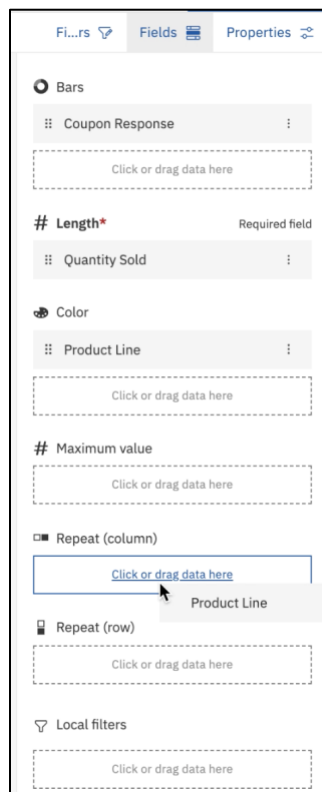 Fi...rs Fields Properties
Bars
Coupon Response
Click or drag data here
# Length* Required field
Quantity Sold
Color
Product Line
Click or drag data here
# Maximum value
Click or drag data here
Repeat (column)
Click or drag data here
Product Line
Repeat (row)
Click or drag data here
Local filters
Click or drag data here